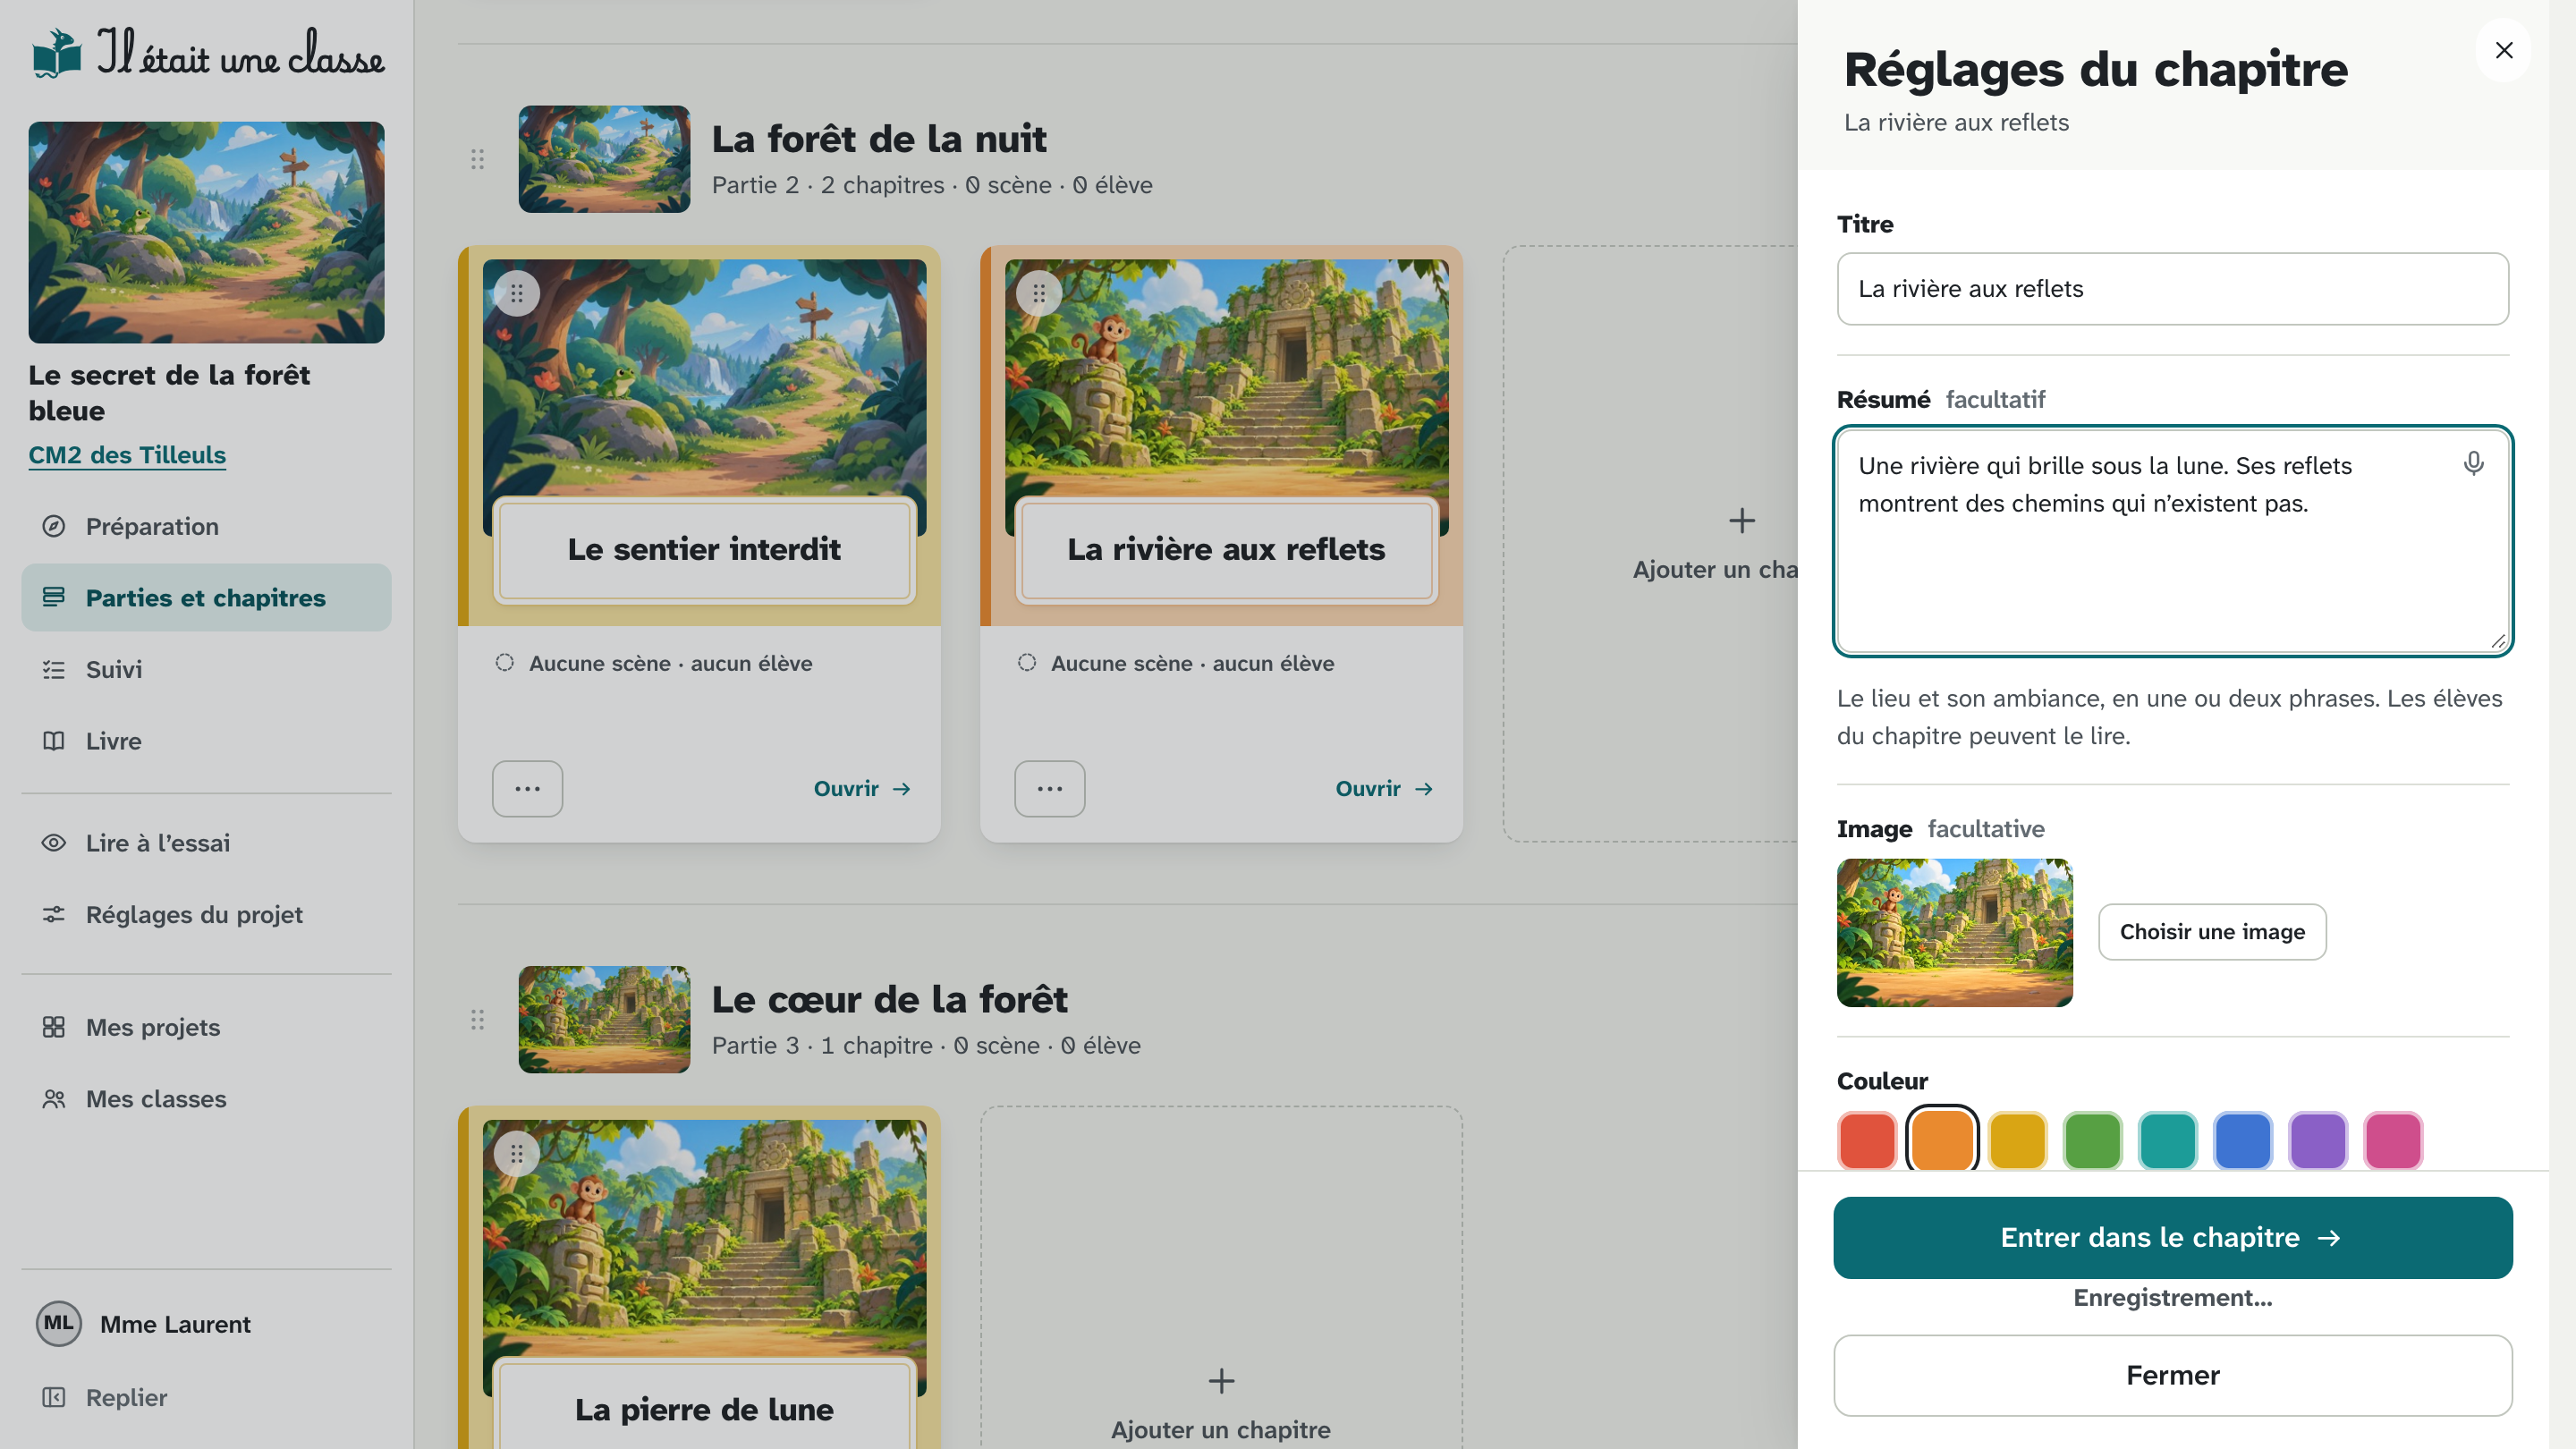 Il était une classe
Le secret de la forêt
bleue
CM2 des Tilleuls
Préparation
Parties et chapitres
Suivi
Livre
Lire à l’essai
Réglages du projet
Mes projets
Mes classes
ML Mme Laurent
Replier
La forêt de la nuit
Partie 2 · 2 chapitres · 0 scène · 0 élève
Le sentier interdit
Aucune scène · aucun élève
... Ouvrir →
La rivière aux reflets
Aucune scène · aucun élève
... Ouvrir →
+
Ajouter un cha
Le cœur de la forêt
Partie 3 · 1 chapitre · 0 scène · 0 élève
La pierre de lune
+
Ajouter un chapitre
Réglages du chapitre
La rivière aux reflets
Titre
La rivière aux reflets
Résumé facultatif
Une rivière qui brille sous la lune. Ses reflets
montrent des chemins qui n’existent pas.
Le lieu et son ambiance, en une ou deux phrases. Les élèves
du chapitre peuvent le lire.
Image facultative
Choisir une image
Couleur
Entrer dans le chapitre →
Enregistrement…
Fermer